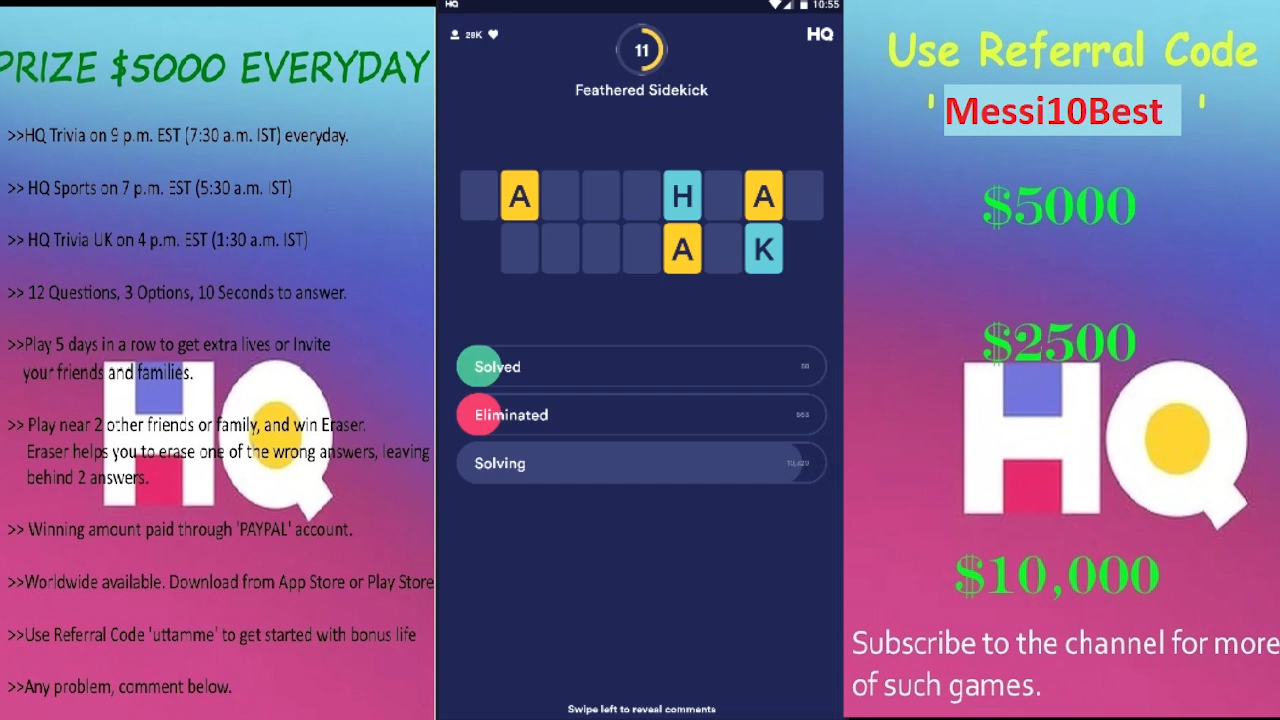 PRIZE $5000 EVERYDAY
>>HQ Trivia on 9 p.m. EST (7:30 a.m. IST) everyday.
>> HQ Sports on 7 p.m. EST (5:30 a.m. IST)
>> HQ Trivia UK on 4 p.m. EST (1:30 a.m. IST)
>> 12 Questions, 3 Options, 10 Seconds to answer.
>>Play 5 days in a row to get extra lives or Invite
your friends and families.
>> Play near 2 other friends or family, and win Eraser.
Eraser helps you to erase one of the wrong answers, leaving
behind 2 answers.
HQ
>> Winning amount paid through 'PAYPAL' account.
>>Worldwide available. Download from App Store or Play Store
>>Use Referral Code 'uttamme' to get started with bonus life
>>Any problem, comment below.
HQ 10:55
28K HQ
11
Feathered Sidekick
A H A
A K
Solved
Eliminated
Solving
Swipe left to reveal comments
Use Referral Code
' Messi10Best '
$5000
$2500
HQ
$10,000
Subscribe to the channel for more
of such games.